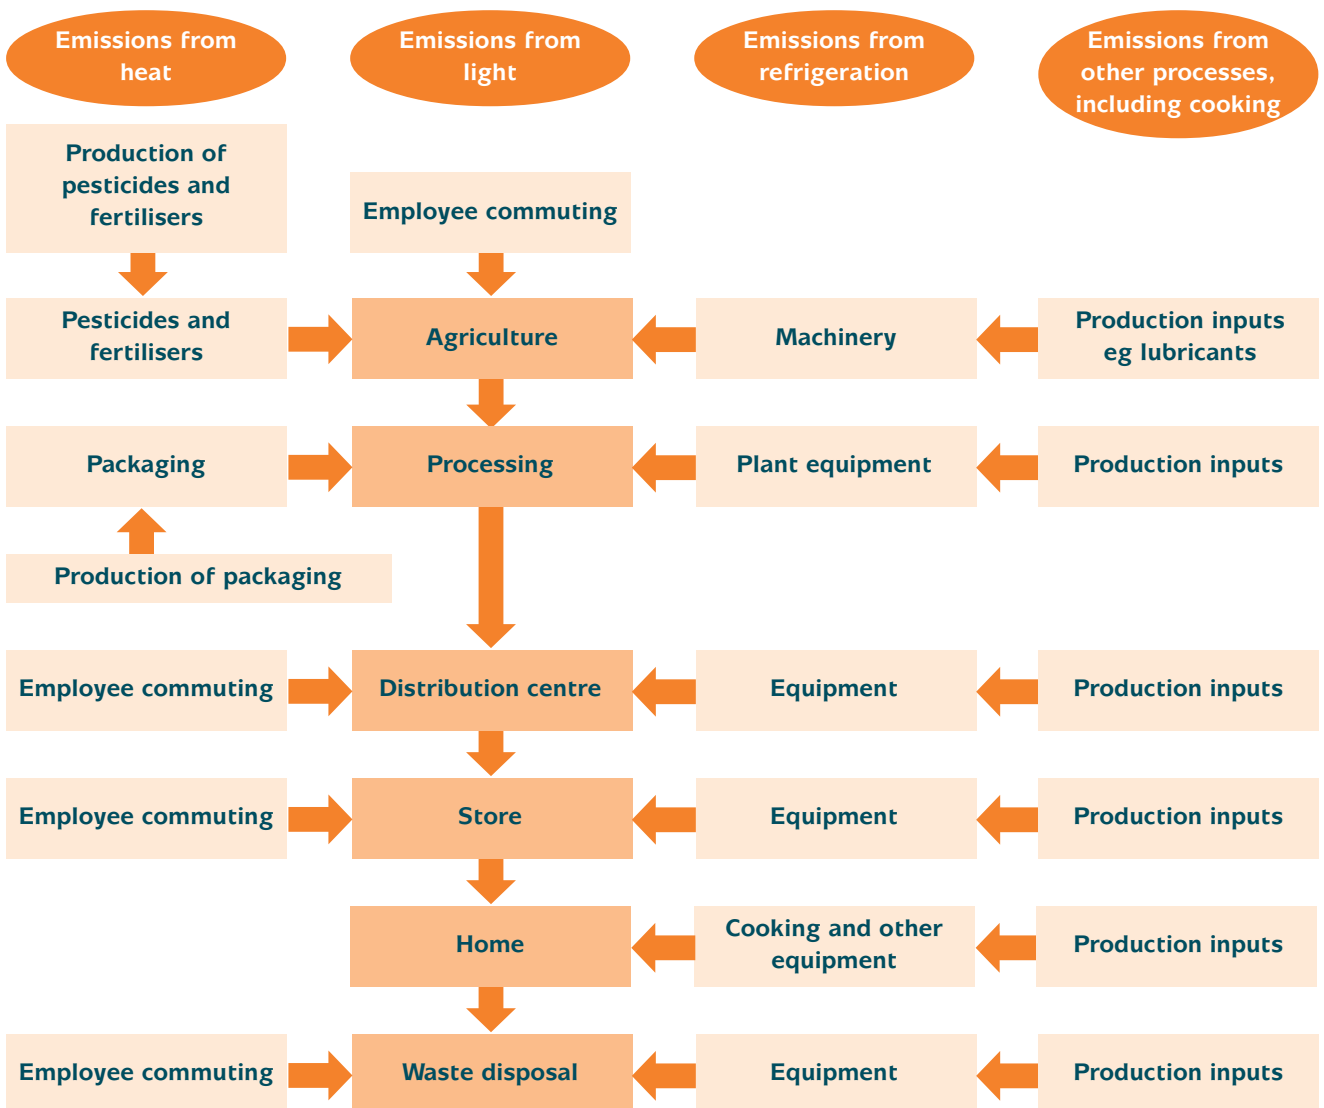 Emissions from
heat
Emissions from
light
Emissions from
refrigeration
Emissions from
other processes,
including cooking
Production of
pesticides and
fertilisers
Employee commuting
Pesticides and
fertilisers
Agriculture
Machinery
Production inputs
eg lubricants
Packaging
Processing
Plant equipment
Production inputs
Production of packaging
Employee commuting
Distribution centre
Equipment
Production inputs
Employee commuting
Store
Equipment
Production inputs
Home
Cooking and other
equipment
Production inputs
Employee commuting
Waste disposal
Equipment
Production inputs